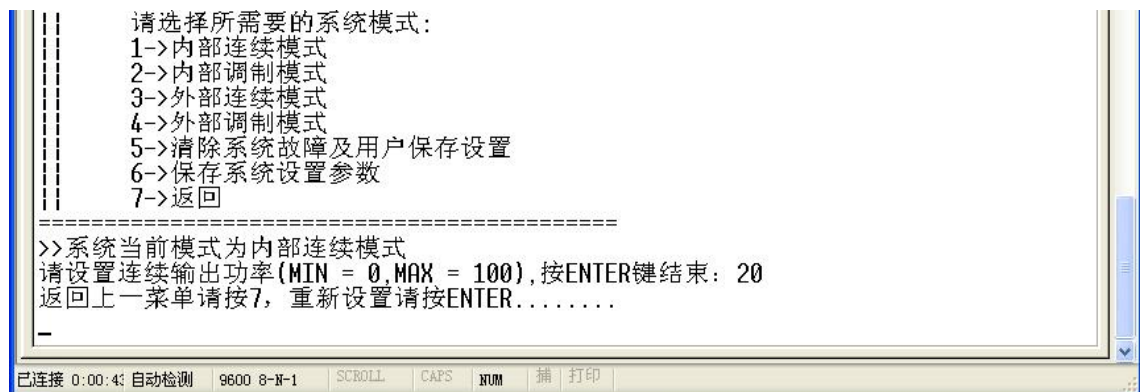 || 请选择所需要的系统模式:
|| 1->内部连续模式
|| 2->内部调制模式
|| 3->外部连续模式
|| 4->外部调制模式
|| 5->清除系统故障及用户保存设置
|| 6->保存系统设置参数
|| 7->返回
============================================
>>系统当前模式为内部连续模式
请设置连续输出功率(MIN = 0,MAX = 100),按ENTER键结束: 20
返回上一菜单请按7, 重新设置请按ENTER........
_
已连接 0:00:43 自动检测 9600 8-N-1 SCROLL CAPS NUM 捕 打印